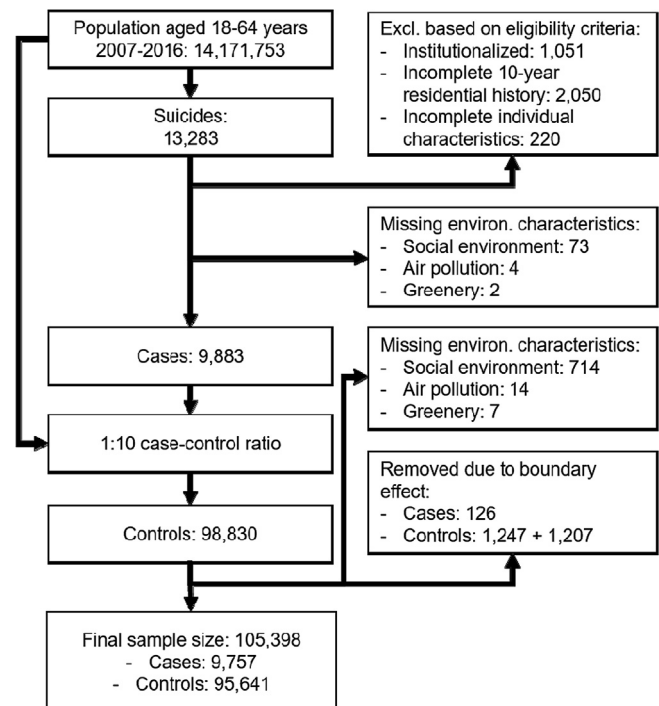 Population aged 18-64 years
2007-2016: 14,171,753
Excl. based on eligibility criteria:
- Institutionalized: 1,051
- Incomplete 10-year
residential history: 2,050
- Incomplete individual
characteristics: 220
Suicides:
13,283
Missing environ. characteristics:
- Social environment: 73
- Air pollution: 4
- Greenery: 2
Cases: 9,883
Missing environ. characteristics:
- Social environment: 714
- Air pollution: 14
- Greenery: 7
1:10 case-control ratio
Removed due to boundary
effect:
- Cases: 126
- Controls: 1,247 + 1,207
Controls: 98,830
Final sample size: 105,398
- Cases: 9,757
- Controls: 95,641